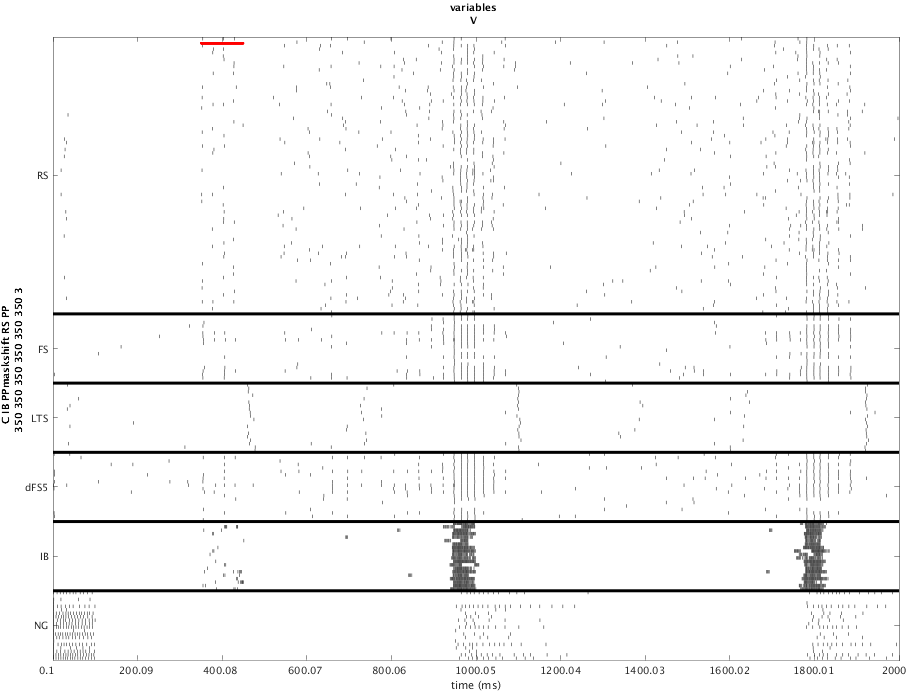 variables
V
C IB PPmaskshift RS PP
350 350 350 350 350 350 3
RS
FS
LTS
dFS5
IB
NG
0.1 200.09 400.08 600.07 800.06 1000.05 1200.04 1400.03 1600.02 1800.01 2000
time (ms)